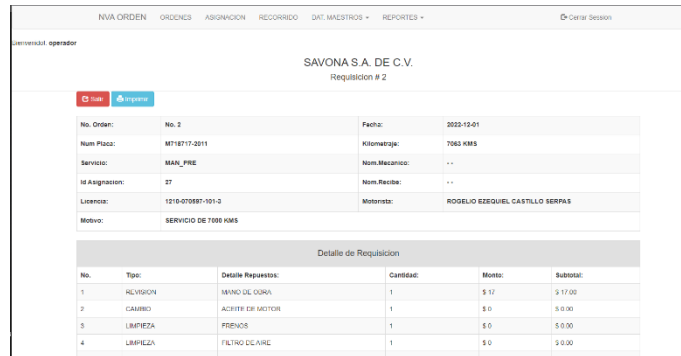 NVA ORDEN ORDENES ASIGNACION RECORRIDO DAT. MAESTROS REPORTES Cerrar Session
Bienvenid: operador
SAVONA S.A. DE C.V.
Requisicion # 2
Salir Imprimir
No. Orden: No. 2 Fecha: 2022-12-01
Num Placa: M718717-2011 Kilometraje: 7063 KMS
Servicio: MAN_PRE Nom.Mecanico: - -
Id Asignacion: 27 Nom.Recibe: - -
Licencia: 1210-070597-101-3 Motorista: ROGELIO EZEQUIEL CASTILLO SERPAS
Motivo: SERVICIO DE 7000 KMS
Detalle de Requisicion
No. Tipo: Detalle Repuestos: Cantidad: Monto: Subtotal:
1 REVISION MANO DE OBRA 1 $ 17 $ 17.00
2 CAMBIO ACEITE DE MOTOR 1 $ 0 $ 0.00
3 LIMPIEZA FRENOS 1 $ 0 $ 0.00
4 LIMPIEZA FILTRO DE AIRE 1 $ 0 $ 0.00